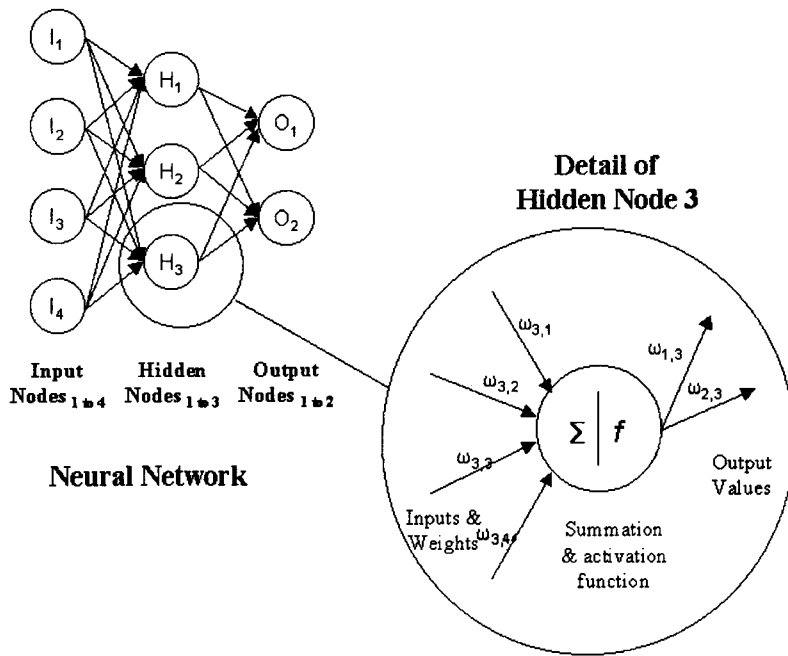 I1
I2
I3
I4
H1
H2
H3
O1
O2
Input
Nodes 1 to 4
Hidden
Nodes 1 to 3
Output
Nodes 1 to 2
Neural Network
Detail of
Hidden Node 3
ω3,1
ω3,2
ω3,3
ω3,4
Inputs &
Weights
Σ f
Summation
& activation
function
ω1,3
ω2,3
Output
Values